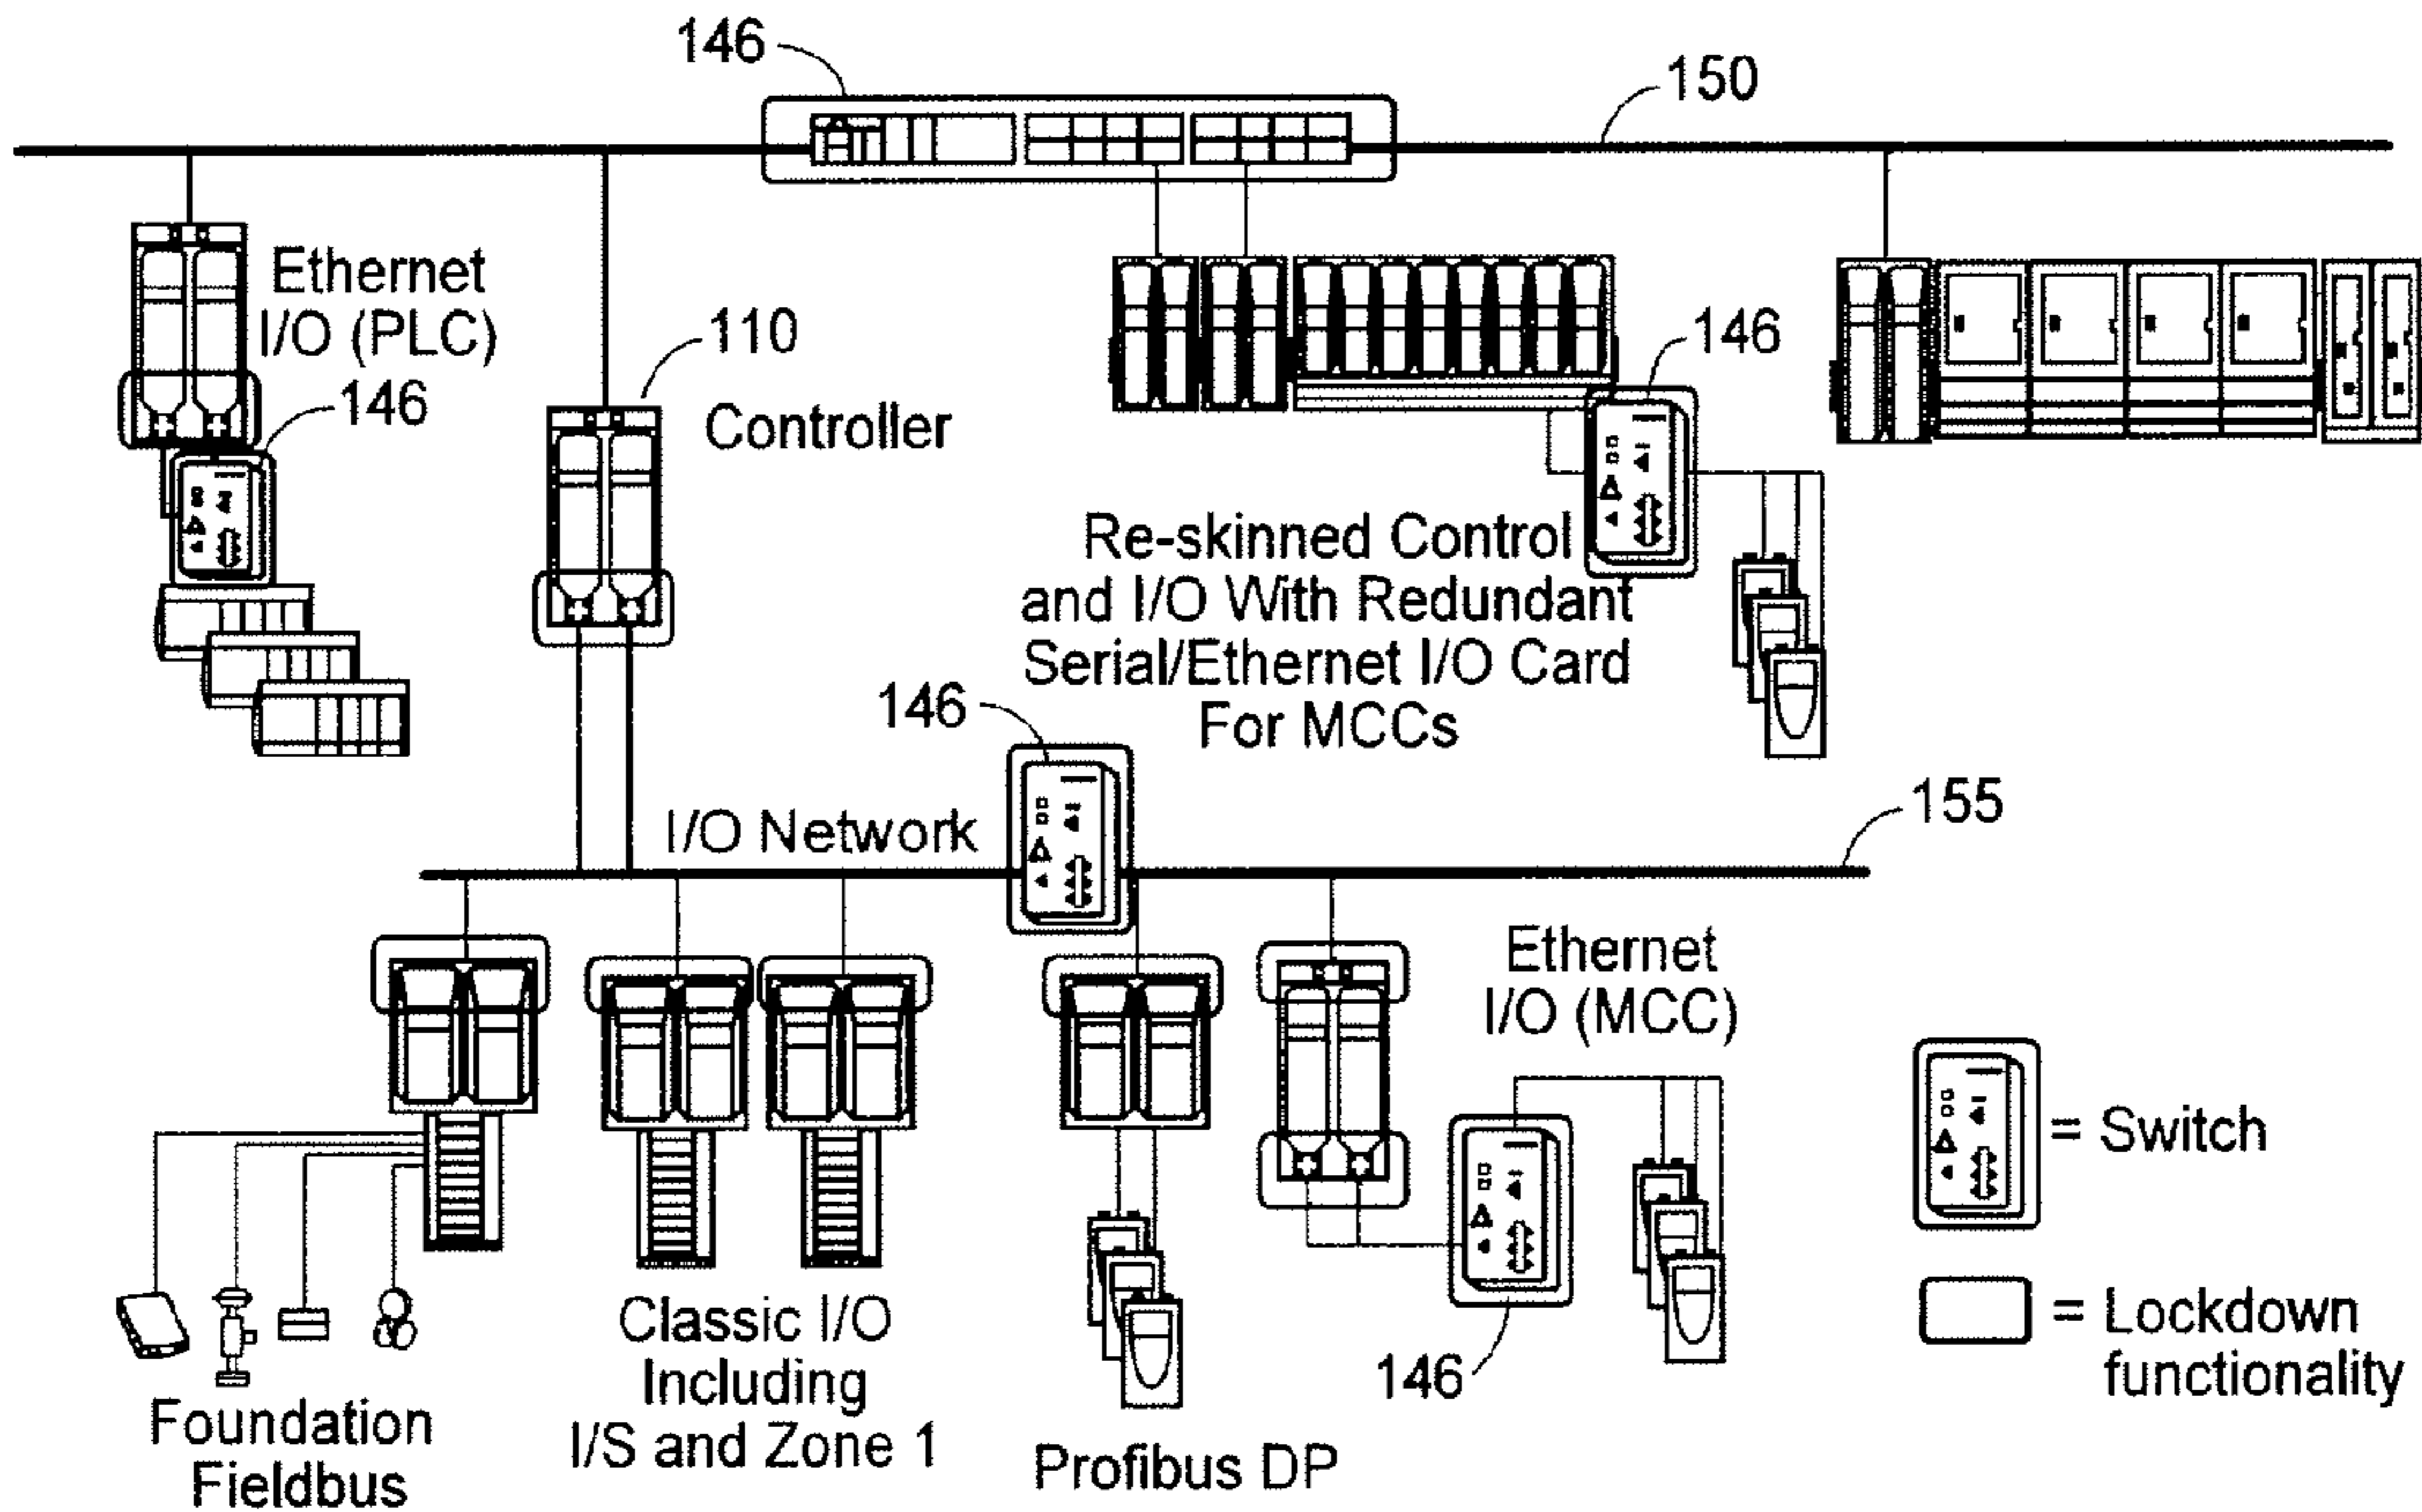 146
150
Ethernet
I/O (PLC)
146
110
Controller
146
Re-skinned Control
and I/O With Redundant
Serial/Ethernet I/O Card
For MCCs
146
I/O Network
155
Ethernet
I/O (MCC)
= Switch
= Lockdown
functionality
146
Foundation
Fieldbus
Classic I/O
Including
I/S and Zone 1
Profibus DP